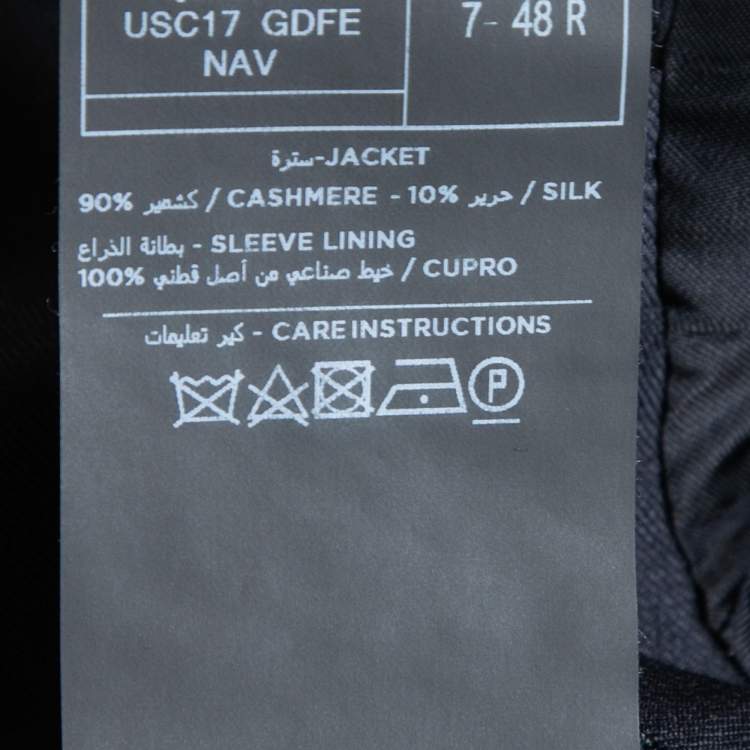 USC17 GDFE
NAV
7- 48 R
سترة-JACKET
90% كشمير / CASHMERE - 10% حرير / SILK
بطانة الذراع - SLEEVE LINING
100% خيط صناعي من أصل قطني / CUPRO
كير تعليمات - CARE INSTRUCTIONS
P